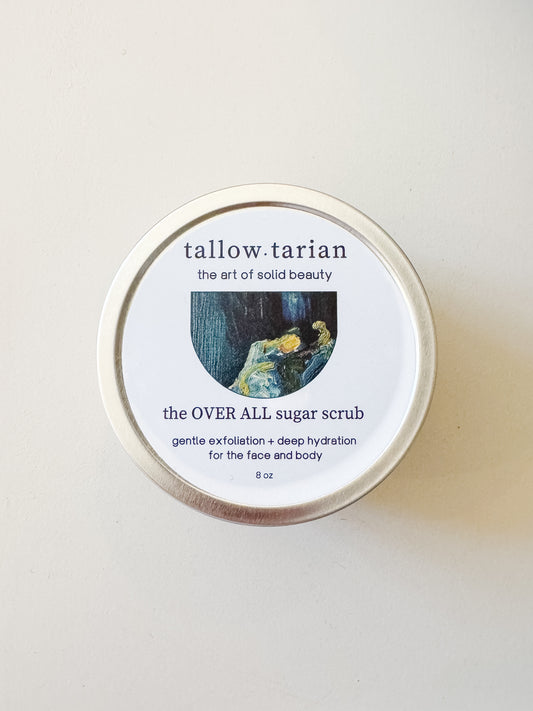 tallow.tarian
the art of solid beauty
the OVER ALL sugar scrub
gentle exfoliation + deep hydration
for the face and body
8 oz